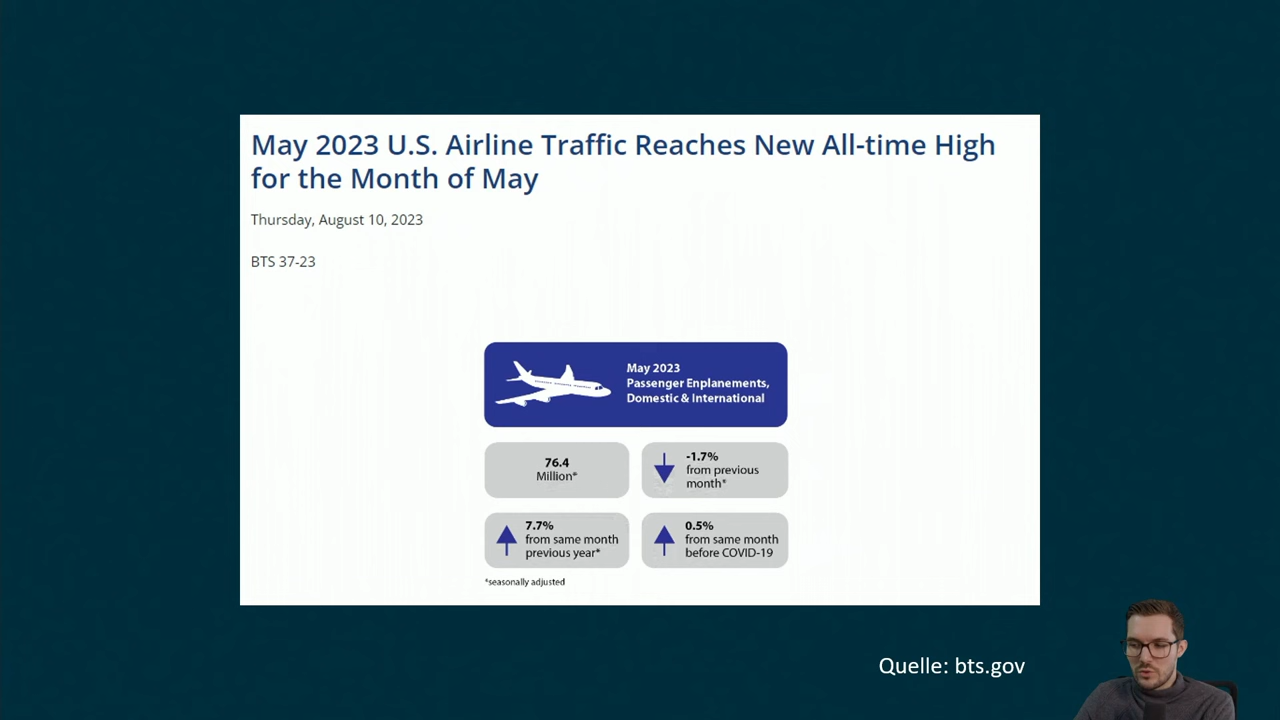 May 2023 U.S. Airline Traffic Reaches New All-time High
for the Month of May
Thursday, August 10, 2023
BTS 37-23
May 2023
Passenger Enplanements,
Domestic & International
76.4
Million*
-1.7%
from previous
month*
7.7%
from same month
previous year*
0.5%
from same month
before COVID-19
*seasonally adjusted
Quelle: bts.gov